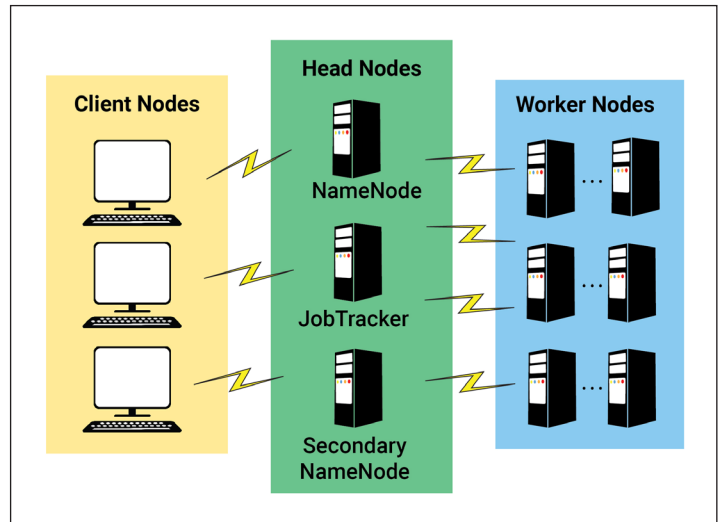 Client Nodes
Head Nodes
NameNode
JobTracker
Secondary
NameNode
Worker Nodes
...
...
...